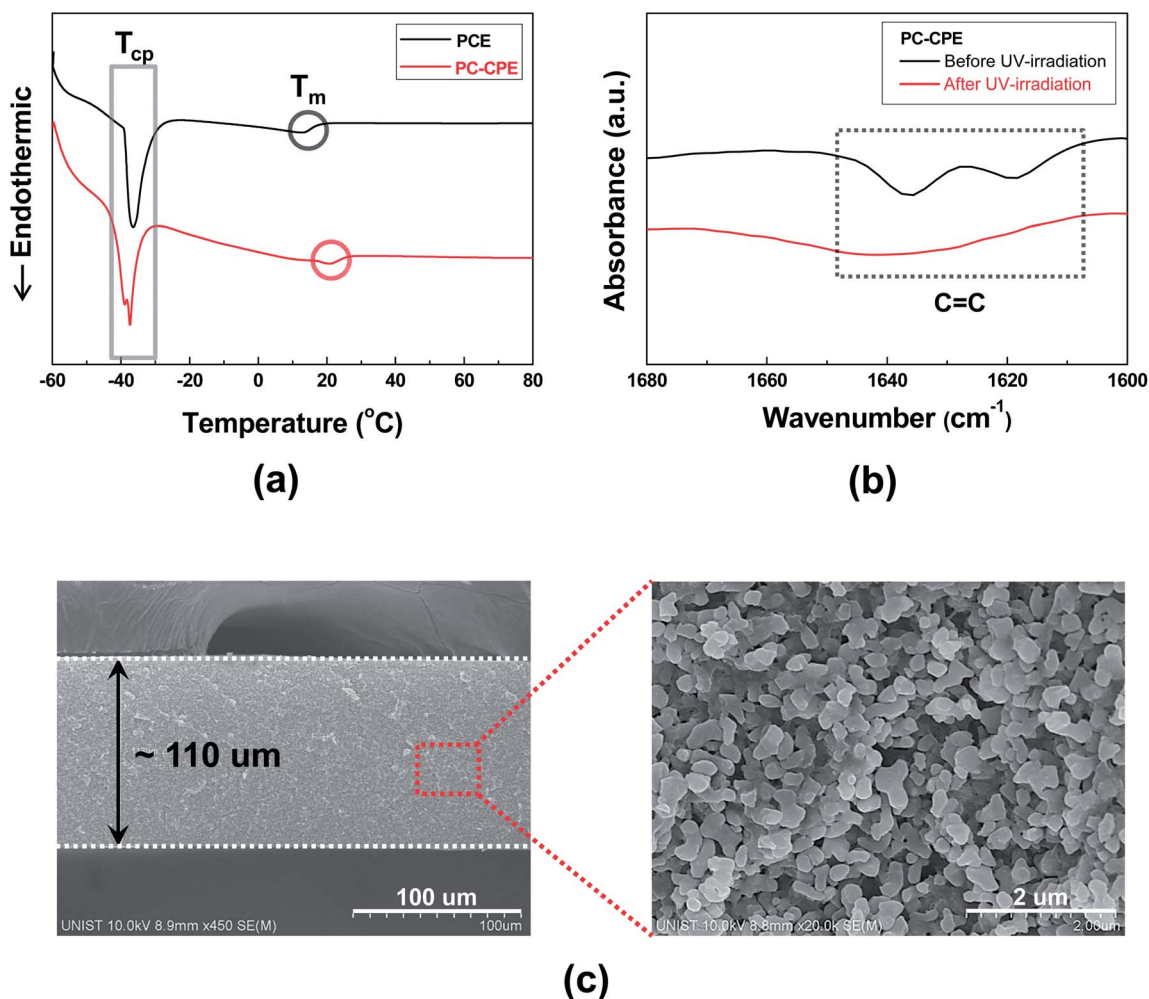 T_cp
T_m
PCE
PC-CPE
← Endothermic
-60 -40 -20 0 20 40 60 80
Temperature (°C)
(a)
PC-CPE
Before UV-irradiation
After UV-irradiation
Absorbance (a.u.)
C=C
1680 1660 1640 1620 1600
Wavenumber (cm⁻¹)
(b)
~ 110 um
100 um
UNIST 10.0kV 8.9mm x450 SE(M) 100um
2 um
UNIST 10.0kV 8.8mm x20.0k SE(M) 2.00um
(c)